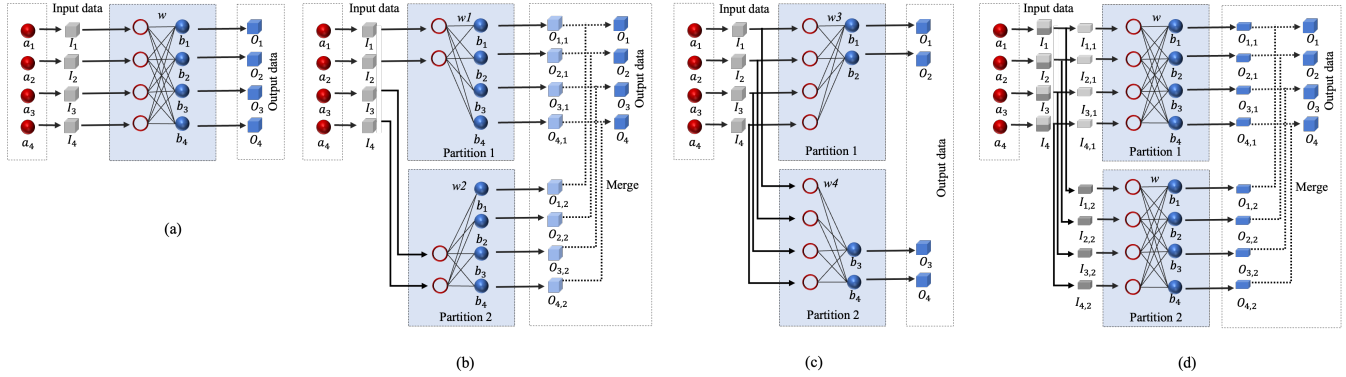 Input data
w
a1
a2
a3
a4
I1
I2
I3
I4
b1
b2
b3
b4
O1
O2
O3
O4
Output data
(a)
Input data
a1
a2
a3
a4
I1
I2
I3
I4
w1
b1
b2
b3
b4
Partition 1
w2
b1
b2
b3
b4
Partition 2
O1,1
O2,1
O3,1
O4,1
O1,2
O2,2
O3,2
O4,2
O1
O2
O3
O4
Output data
Merge
(b)
Input data
a1
a2
a3
a4
I1
I2
I3
I4
w3
b1
b2
Partition 1
w4
b3
b4
Partition 2
O1
O2
O3
O4
Output data
(c)
Input data
a1
a2
a3
a4
I1
I2
I3
I4
I1,1
I2,1
I3,1
I4,1
I1,2
I2,2
I3,2
I4,2
w
b1
b2
b3
b4
Partition 1
w
b1
b2
b3
b4
Partition 2
O1,1
O2,1
O3,1
O4,1
O1,2
O2,2
O3,2
O4,2
O1
O2
O3
O4
Output data
Merge
(d)